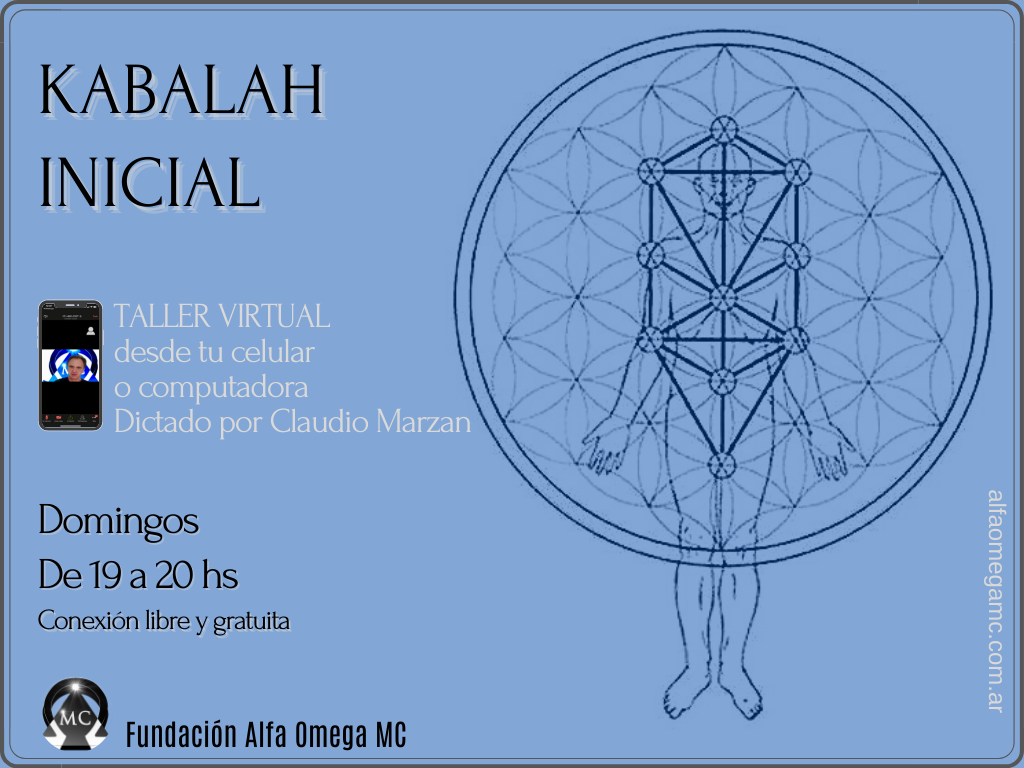 KABALAH
INICIAL
TALLER VIRTUAL
desde tu celular
o computadora
Dictado por Claudio Marzan
Domingos
De 19 a 20 hs
Conexión libre y gratuita
MC
Fundación Alfa Omega MC
alfaomegamc.com.ar